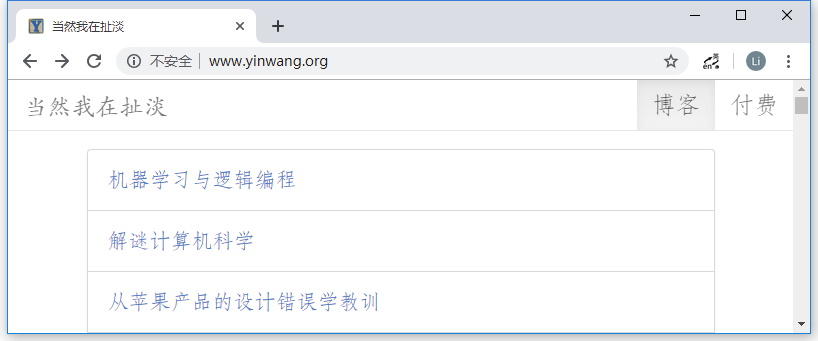 当然我在扯淡
不安全 www.yinwang.org
Li
当然我在扯淡 博客 付费
机器学习与逻辑编程
解谜计算机科学
从苹果产品的设计错误学教训